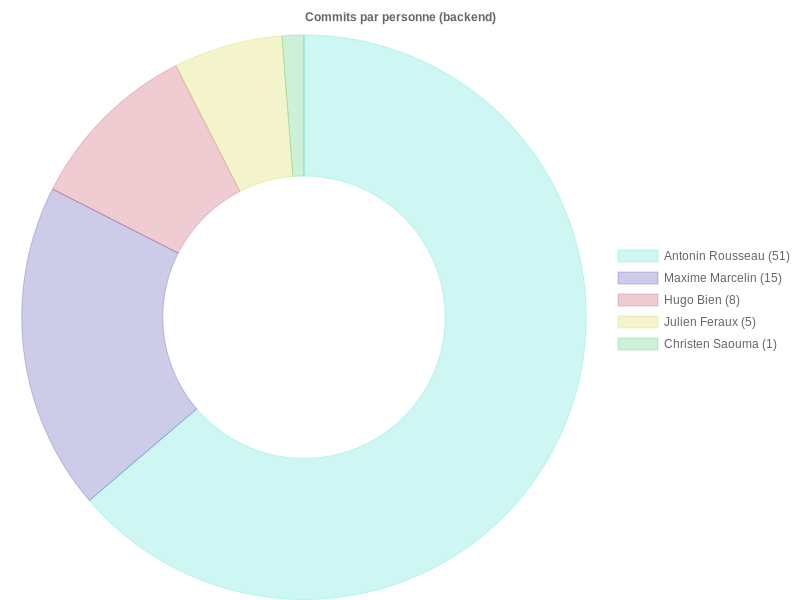 Commits par personne (backend)
Antonin Rousseau (51)
Maxime Marcelin (15)
Hugo Bien (8)
Julien Feraux (5)
Christen Saouma (1)